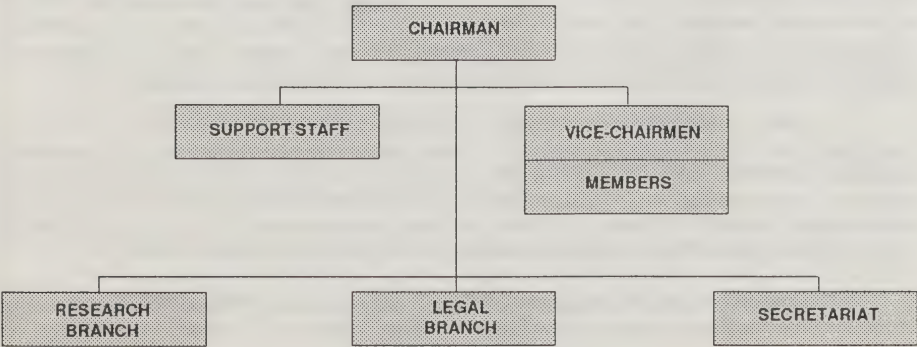 CHAIRMAN
SUPPORT STAFF
VICE-CHAIRMEN
MEMBERS
RESEARCH
BRANCH
LEGAL
BRANCH
SECRETARIAT